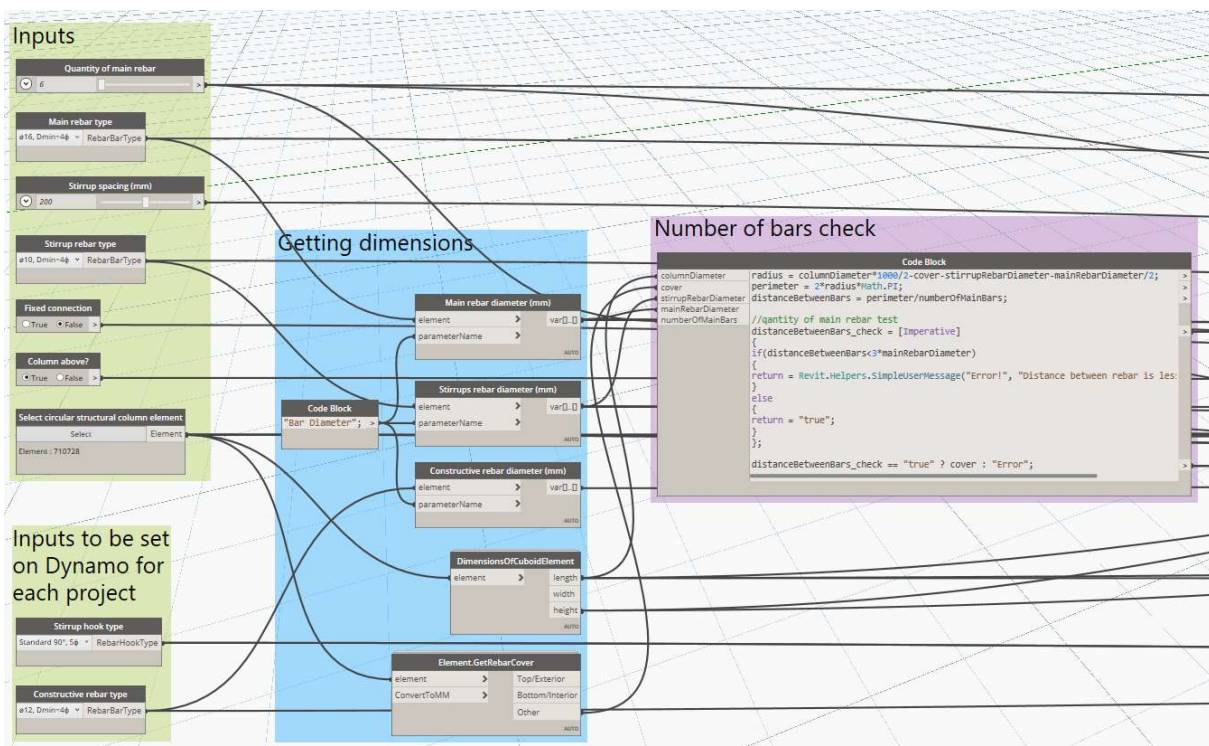 Inputs
Quantity of main rebar
6
>
Main rebar type
ø16, Dmin=4ϕ RebarBarType
Stirrup spacing (mm)
200
>
Stirrup rebar type
ø10, Dmin=4ϕ RebarBarType
Fixed connection
True False >
Column above?
True False >
Select circular structural column element
Select Element
Element : 710728
Inputs to be set
on Dynamo for
each project
Stirrup hook type
Standard 90°, 5ϕ RebarHookType
Constructive rebar type
ø12, Dmin=4ϕ RebarBarType
Getting dimensions
Code Block
"Bar Diameter"; >
Main rebar diameter (mm)
element > var[]..[]
parameterName >
AUTO
Stirrups rebar diameter (mm)
element > var[]..[]
parameterName >
AUTO
Constructive rebar diameter (mm)
element > var[]..[]
parameterName >
AUTO
DimensionsOfCuboidElement
element > length
width
height
AUTO
Element.GetRebarCover
element > Top/Exterior
ConvertToMM > Bottom/Interior
Other
AUTO
Number of bars check
Code Block
columnDiameter
cover
stirrupRebarDiameter
mainRebarDiameter
numberOfMainBars
radius = columnDiameter*1000/2-cover-stirrupRebarDiameter-mainRebarDiameter/2; >
perimeter = 2*radius*Math.PI; >
distanceBetweenBars = perimeter/numberOfMainBars; >
//qantity of main rebar test
distanceBetweenBars_check = [Imperative] >
{
if(distanceBetweenBars<3*mainRebarDiameter)
{
return = Revit.Helpers.SimpleUserMessage("Error!", "Distance between rebar is les
}
else
{
return = "true";
}
};
distanceBetweenBars_check == "true" ? cover : "Error"; >